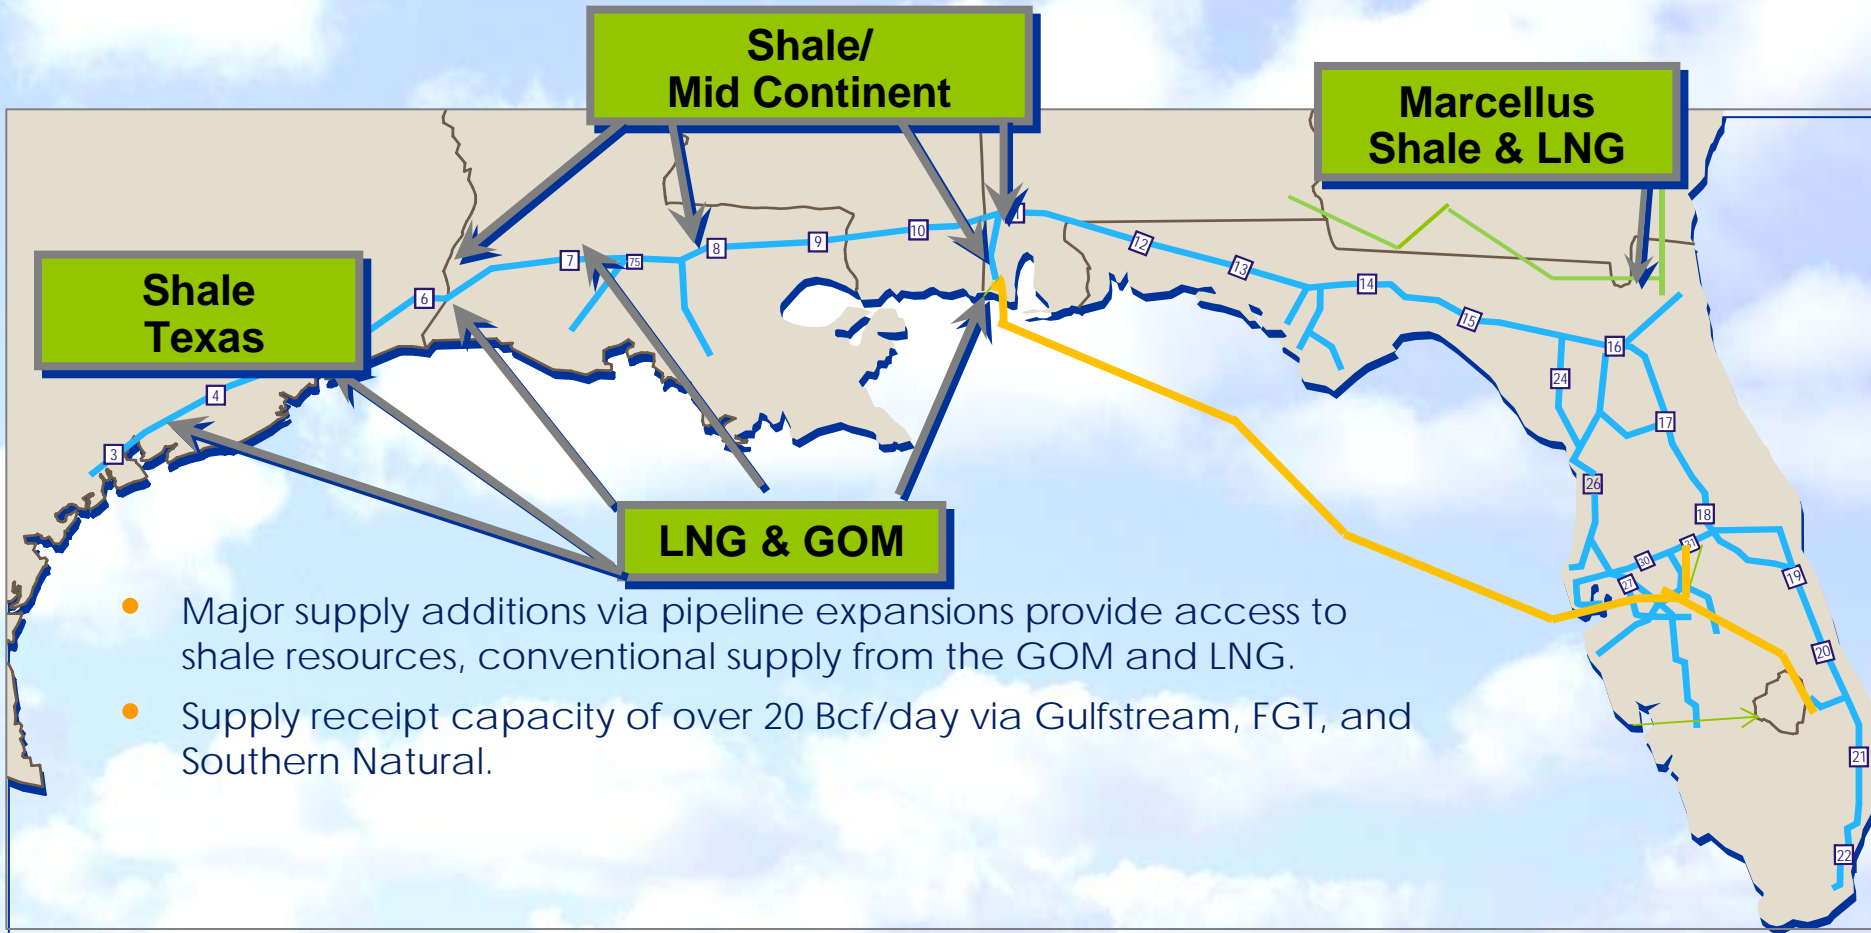 Shale/
Mid Continent
Marcellus
Shale & LNG
Shale
Texas
LNG & GOM
3
4
6
7
75
8
9
10
12
13
14
15
16
24
17
26
18
31
30
27
19
20
21
22
Major supply additions via pipeline expansions provide access to
shale resources, conventional supply from the GOM and LNG.
Supply receipt capacity of over 20 Bcf/day via Gulfstream, FGT, and
Southern Natural.